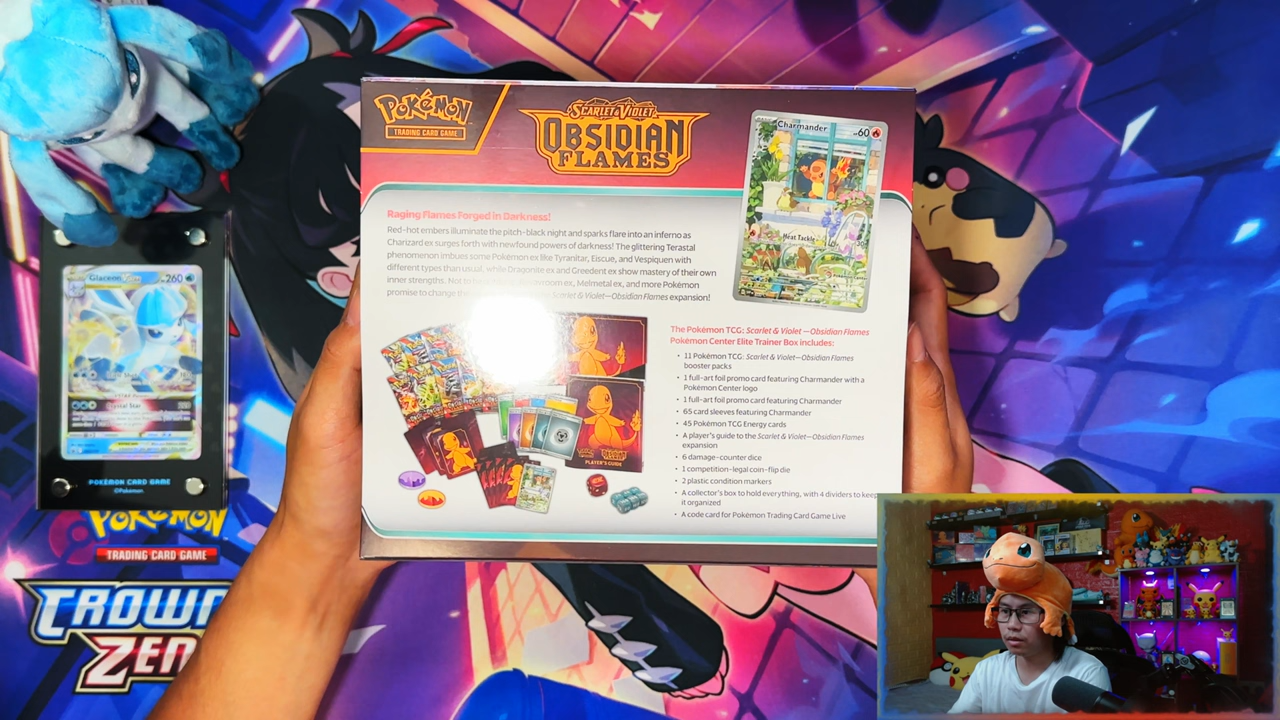 Pokémon
TRADING CARD GAME
SCARLET & VIOLET
OBSIDIAN
FLAMES
Charmander
60
Heat Tackle
Raging Flames Forged in Darkness!
Red-hot embers illuminate the pitch-black night and sparks flare into an inferno as
Charizard ex surges forth with newfound powers of darkness! The glittering Terastal
phenomenon imbues some Pokémon ex like Tyranitar, Eiscue, and Vespiquen with
different types than usual, while Dragonite ex and Greedent ex show mastery of their own
inner strengths. Not to ex, Melmetal ex, and more Pokémon
promise to change the Scarlet & Violet—Obsidian Flames expansion!
The Pokémon TCG: Scarlet & Violet—Obsidian Flames
Pokémon Center Elite Trainer Box includes:
• 11 Pokémon TCG: Scarlet & Violet—Obsidian Flames
booster packs
• 1 full-art foil promo card featuring Charmander with a
Pokémon Center logo
• 1 full-art foil promo card featuring Charmander
• 65 card sleeves featuring Charmander
• 45 Pokémon TCG Energy cards
• A player's guide to the Scarlet & Violet—Obsidian Flames
expansion
• 6 damage-counter dice
• 1 competition-legal coin-flip die
• 2 plastic condition markers
• A collector's box to hold everything, with 4 dividers to keep
it organized
• A code card for Pokémon Trading Card Game Live
PLAYER'S GUIDE
Glaceon
260
Crystal Star
POKÉMON CARD GAME
©Pokémon.
POKÉMON
TRADING CARD GAME
CROWN
ZEN